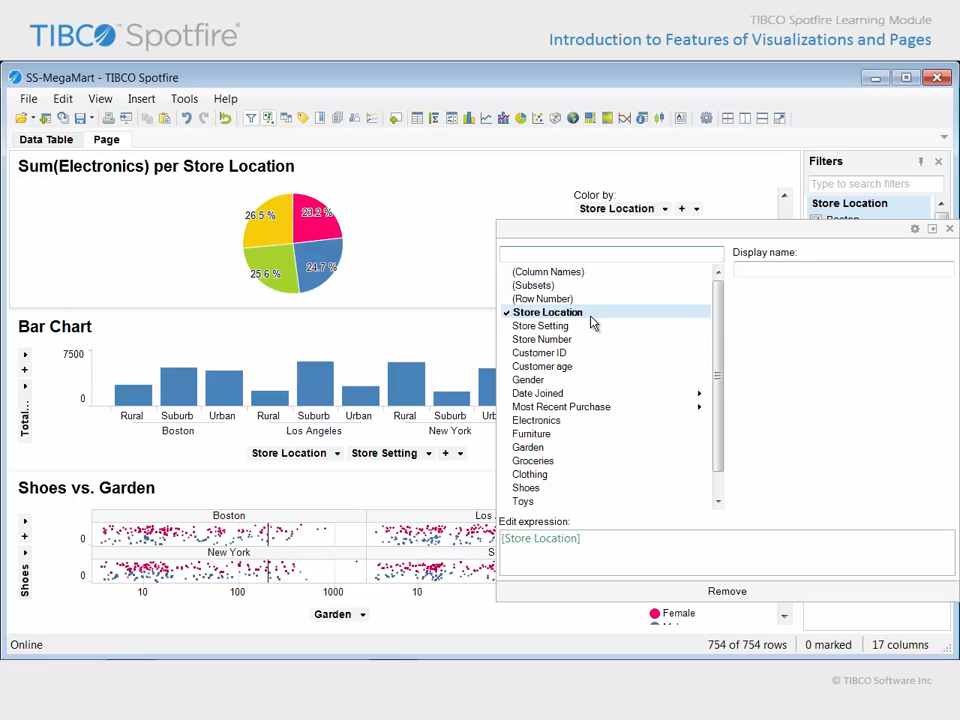 TIBCO Spotfire Learning Module
TIBCO™ Spotfire®
Introduction to Features of Visualizations and Pages
SS-MegaMart - TIBCO Spotfire
File Edit View Insert Tools Help
Data Table Page
Sum(Electronics) per Store Location
Filters
Type to search filters
Store Location
Color by:
Store Location + 
26.5 % 23.2 %
25.6 % 24.7 %
Display name:
(Column Names)
(Subsets)
(Row Number)
✓ Store Location
Store Setting
Store Number
Customer ID
Customer age
Gender
Date Joined
Most Recent Purchase
Electronics
Furniture
Garden
Groceries
Clothing
Shoes
Toys
Edit expression:
[Store Location]
Remove
Bar Chart
7500
0
+
Total...
Rural Suburb Urban Rural Suburb Urban Rural Suburb
Boston Los Angeles New York
Store Location Store Setting +
Shoes vs. Garden
Boston Los
0
New York
0
+
Shoes
10 100 1000 10
Garden
Female
Online
754 of 754 rows 0 marked 17 columns
© TIBCO Software Inc